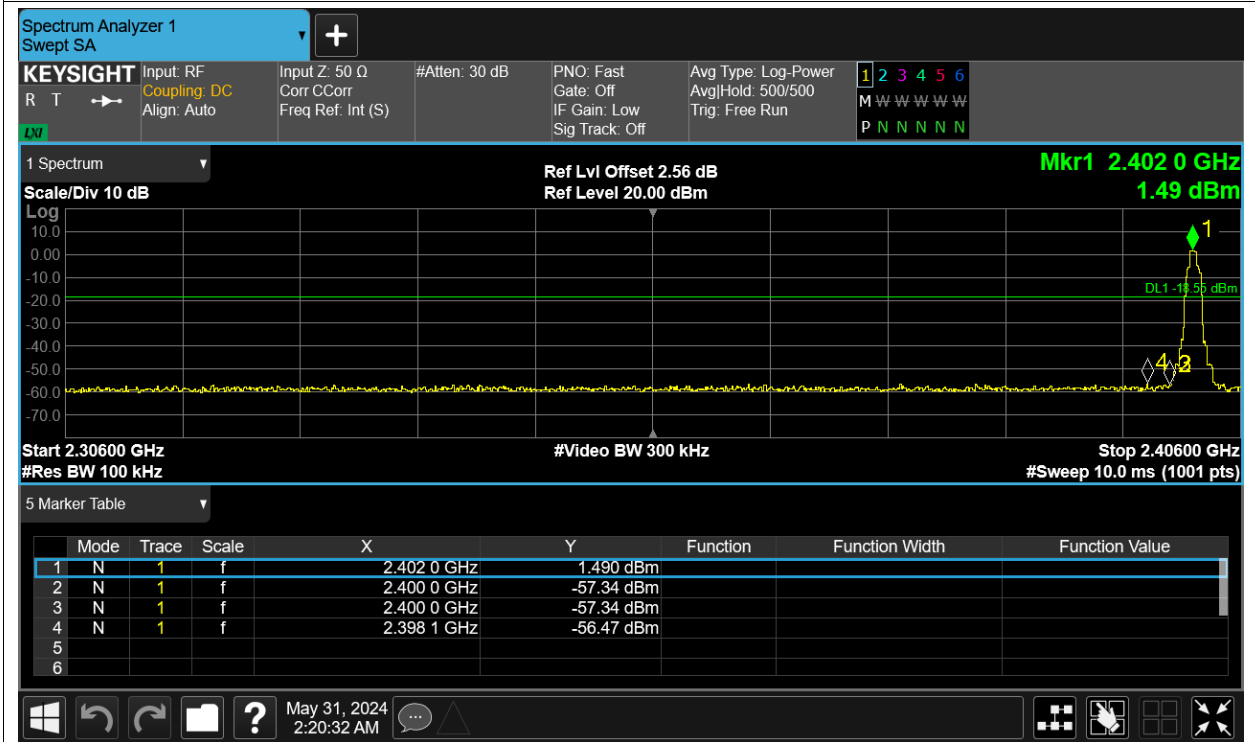 Spectrum Analyzer 1
Swept SA
+
KEYSIGHT Input: RF Input Z: 50 Ω #Atten: 30 dB PNO: Fast Avg Type: Log-Power 1 2 3 4 5 6
R T Coupling: DC Corr CCorr Gate: Off Avg|Hold: 500/500 M W W W W W
Align: Auto Freq Ref: Int (S) IF Gain: Low Trig: Free Run
LXI Sig Track: Off P N N N N N
1 Spectrum Ref Lvl Offset 2.56 dB Mkr1 2.402 0 GHz
Scale/Div 10 dB Ref Level 20.00 dBm 1.49 dBm
Log
1
10.0
0.00
-10.0
DL1 -18.55 dBm
-20.0
-30.0
-40.0
-50.0
4
-60.0
-70.0
Start 2.30600 GHz #Video BW 300 kHz Stop 2.40600 GHz
#Res BW 100 kHz #Sweep 10.0 ms (1001 pts)
5 Marker Table
Mode Trace Scale X Y Function Function Width Function Value
1 N 1 f 2.402 0 GHz 1.490 dBm
2 N 1 f 2.400 0 GHz -57.34 dBm
3 N 1 f 2.400 0 GHz -57.34 dBm
4 N 1 f 2.398 1 GHz -56.47 dBm
5
6
? May 31, 2024
2:20:32 AM